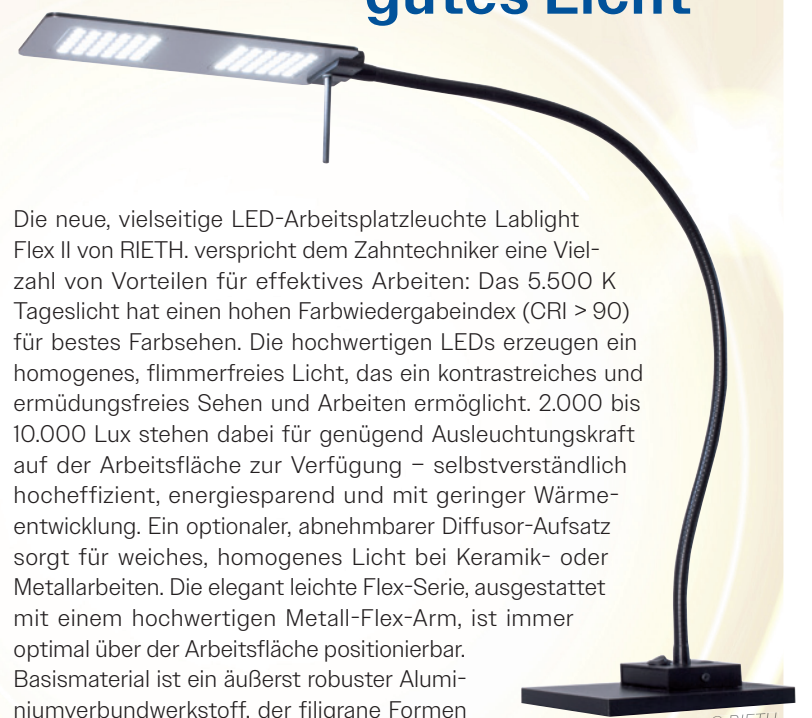 gutes Licht
Die neue, vielseitige LED-Arbeitsplatzleuchte Lablight
Flex II von RIETH. verspricht dem Zahntechniker eine Viel-
zahl von Vorteilen für effektives Arbeiten: Das 5.500 K
Tageslicht hat einen hohen Farbwiedergabeindex (CRI > 90)
für bestes Farbsehen. Die hochwertigen LEDs erzeugen ein
homogenes, flimmerfreies Licht, das ein kontrastreiches und
ermüdungsfreies Sehen und Arbeiten ermöglicht. 2.000 bis
10.000 Lux stehen dabei für genügend Ausleuchtungskraft
auf der Arbeitsfläche zur Verfügung – selbstverständlich
hocheffizient, energiesparend und mit geringer Wärme-
entwicklung. Ein optionaler, abnehmbarer Diffusor-Aufsatz
sorgt für weiches, homogenes Licht bei Keramik- oder
Metallarbeiten. Die elegant leichte Flex-Serie, ausgestattet
mit einem hochwertigen Metall-Flex-Arm, ist immer
optimal über der Arbeitsfläche positionierbar.
Basismaterial ist ein äußerst robuster Alumi-
niumverbundwerkstoff, der filigrane Formen
© RIETH